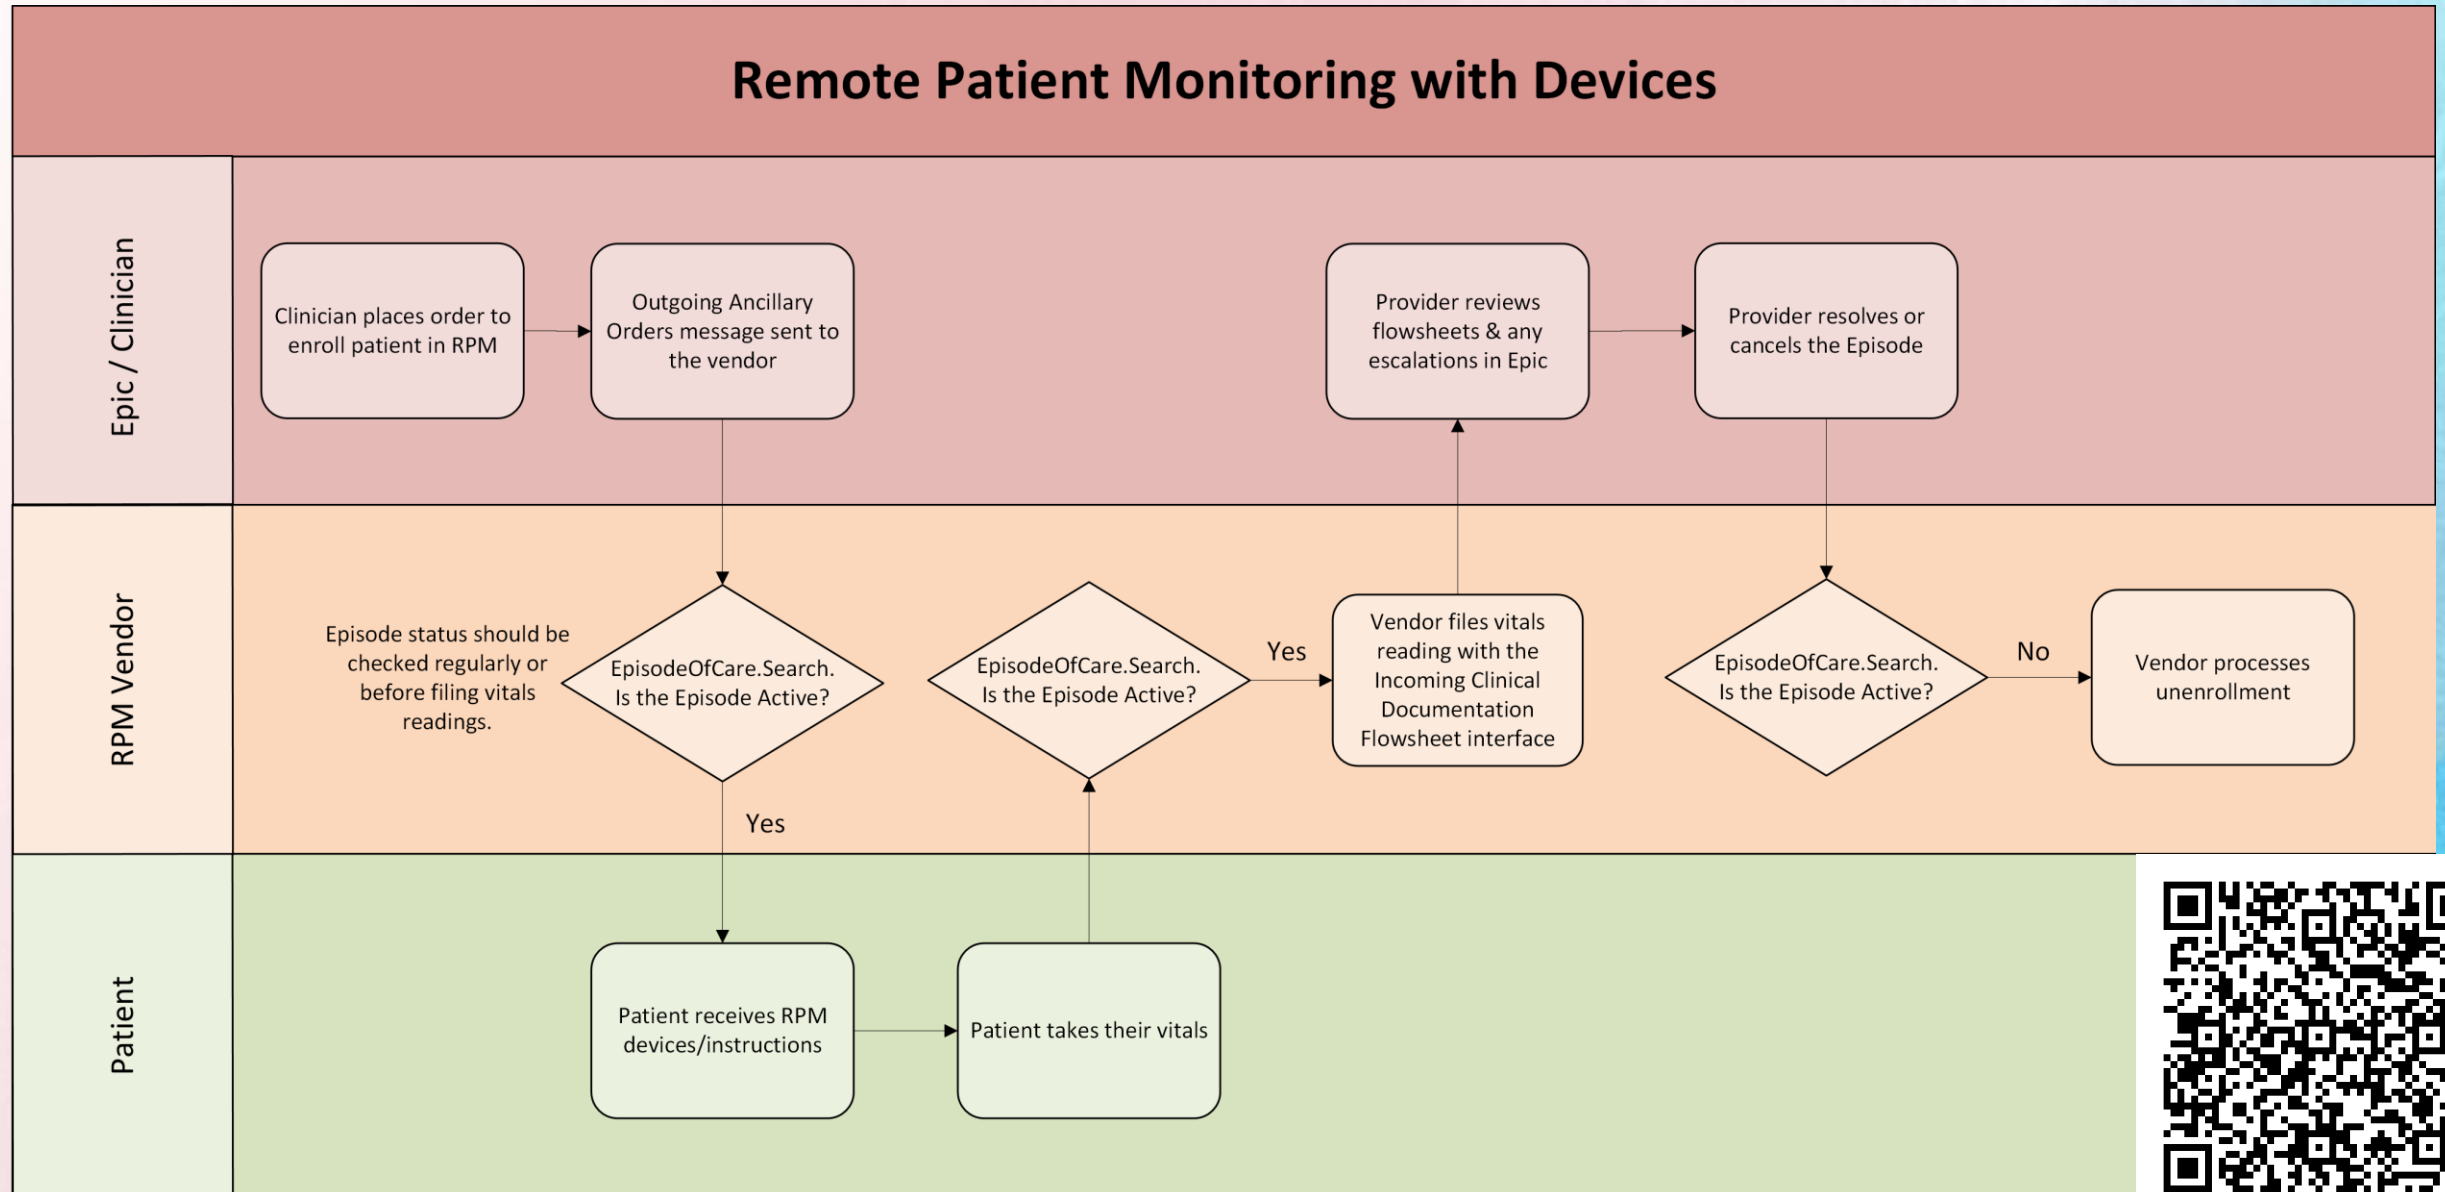 Remote Patient Monitoring with Devices
Epic / Clinician
Clinician places order to
enroll patient in RPM
Outgoing Ancillary
Orders message sent to
the vendor
Provider reviews
flowsheets & any
escalations in Epic
Provider resolves or
cancels the Episode
RPM Vendor
Episode status should be
checked regularly or
before filing vitals
readings.
EpisodeOfCare.Search.
Is the Episode Active?
Yes
EpisodeOfCare.Search.
Is the Episode Active?
Yes
Vendor files vitals
reading with the
Incoming Clinical
Documentation
Flowsheet interface
EpisodeOfCare.Search.
Is the Episode Active?
No
Vendor processes
unenrollment
Patient
Patient receives RPM
devices/instructions
Patient takes their vitals